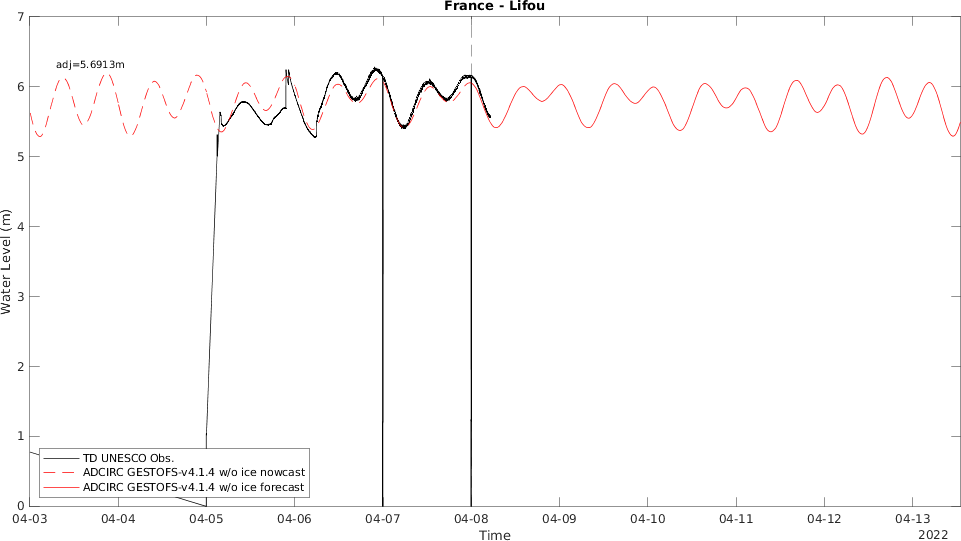 France - Lifou
7
adj=5.6913m
6
5
4
3
2
1
0
Water Level (m)
TD UNESCO Obs.
ADCIRC GESTOFS-v4.1.4 w/o ice nowcast
ADCIRC GESTOFS-v4.1.4 w/o ice forecast
04-03 04-04 04-05 04-06 04-07 04-08 04-09 04-10 04-11 04-12 04-13
Time
2022